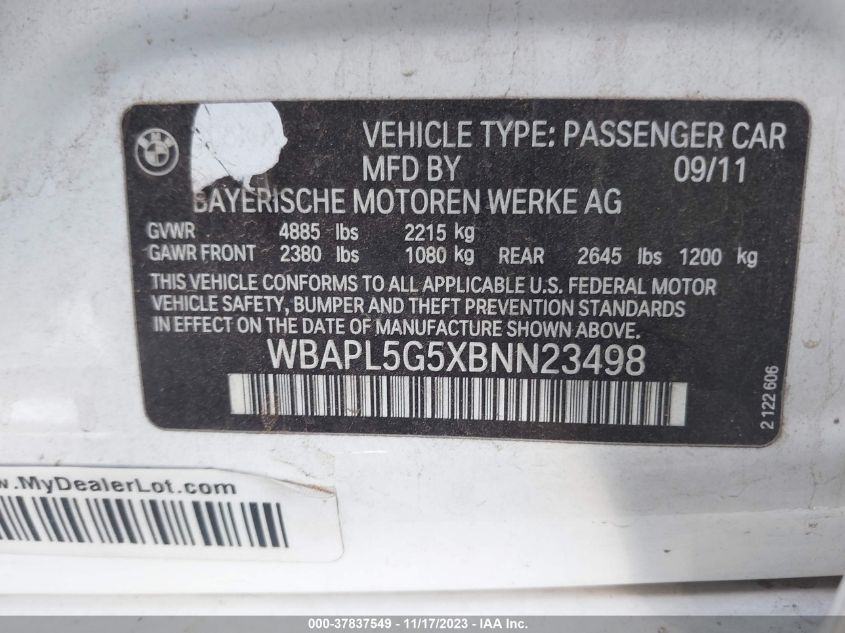 BMW
VEHICLE TYPE: PASSENGER CAR
MFD BY 09/11
BAYERISCHE MOTOREN WERKE AG
GVWR 4885 lbs 2215 kg
GAWR FRONT 2380 lbs 1080 kg REAR 2645 lbs 1200 kg
THIS VEHICLE CONFORMS TO ALL APPLICABLE U.S. FEDERAL MOTOR
VEHICLE SAFETY, BUMPER AND THEFT PREVENTION STANDARDS
IN EFFECT ON THE DATE OF MANUFACTURE SHOWN ABOVE.
WBAPL5G5XBNN23498
2 122 606
w.MyDealerLot.com
000-37837549 - 11/17/2023 - IAA Inc.